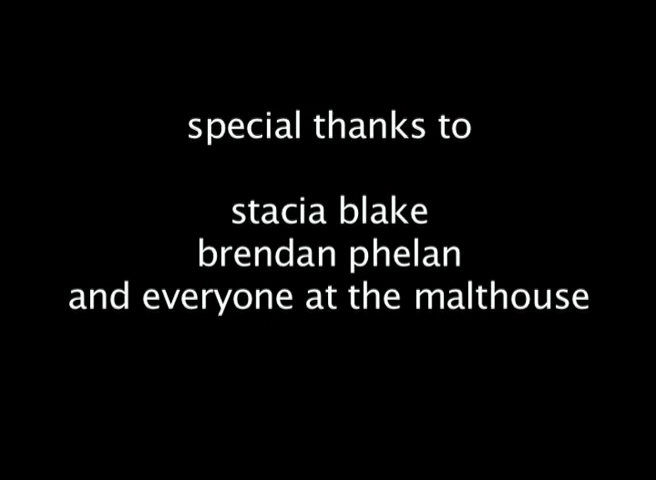 special thanks to
stacia blake
brendan phelan
and everyone at the malthouse